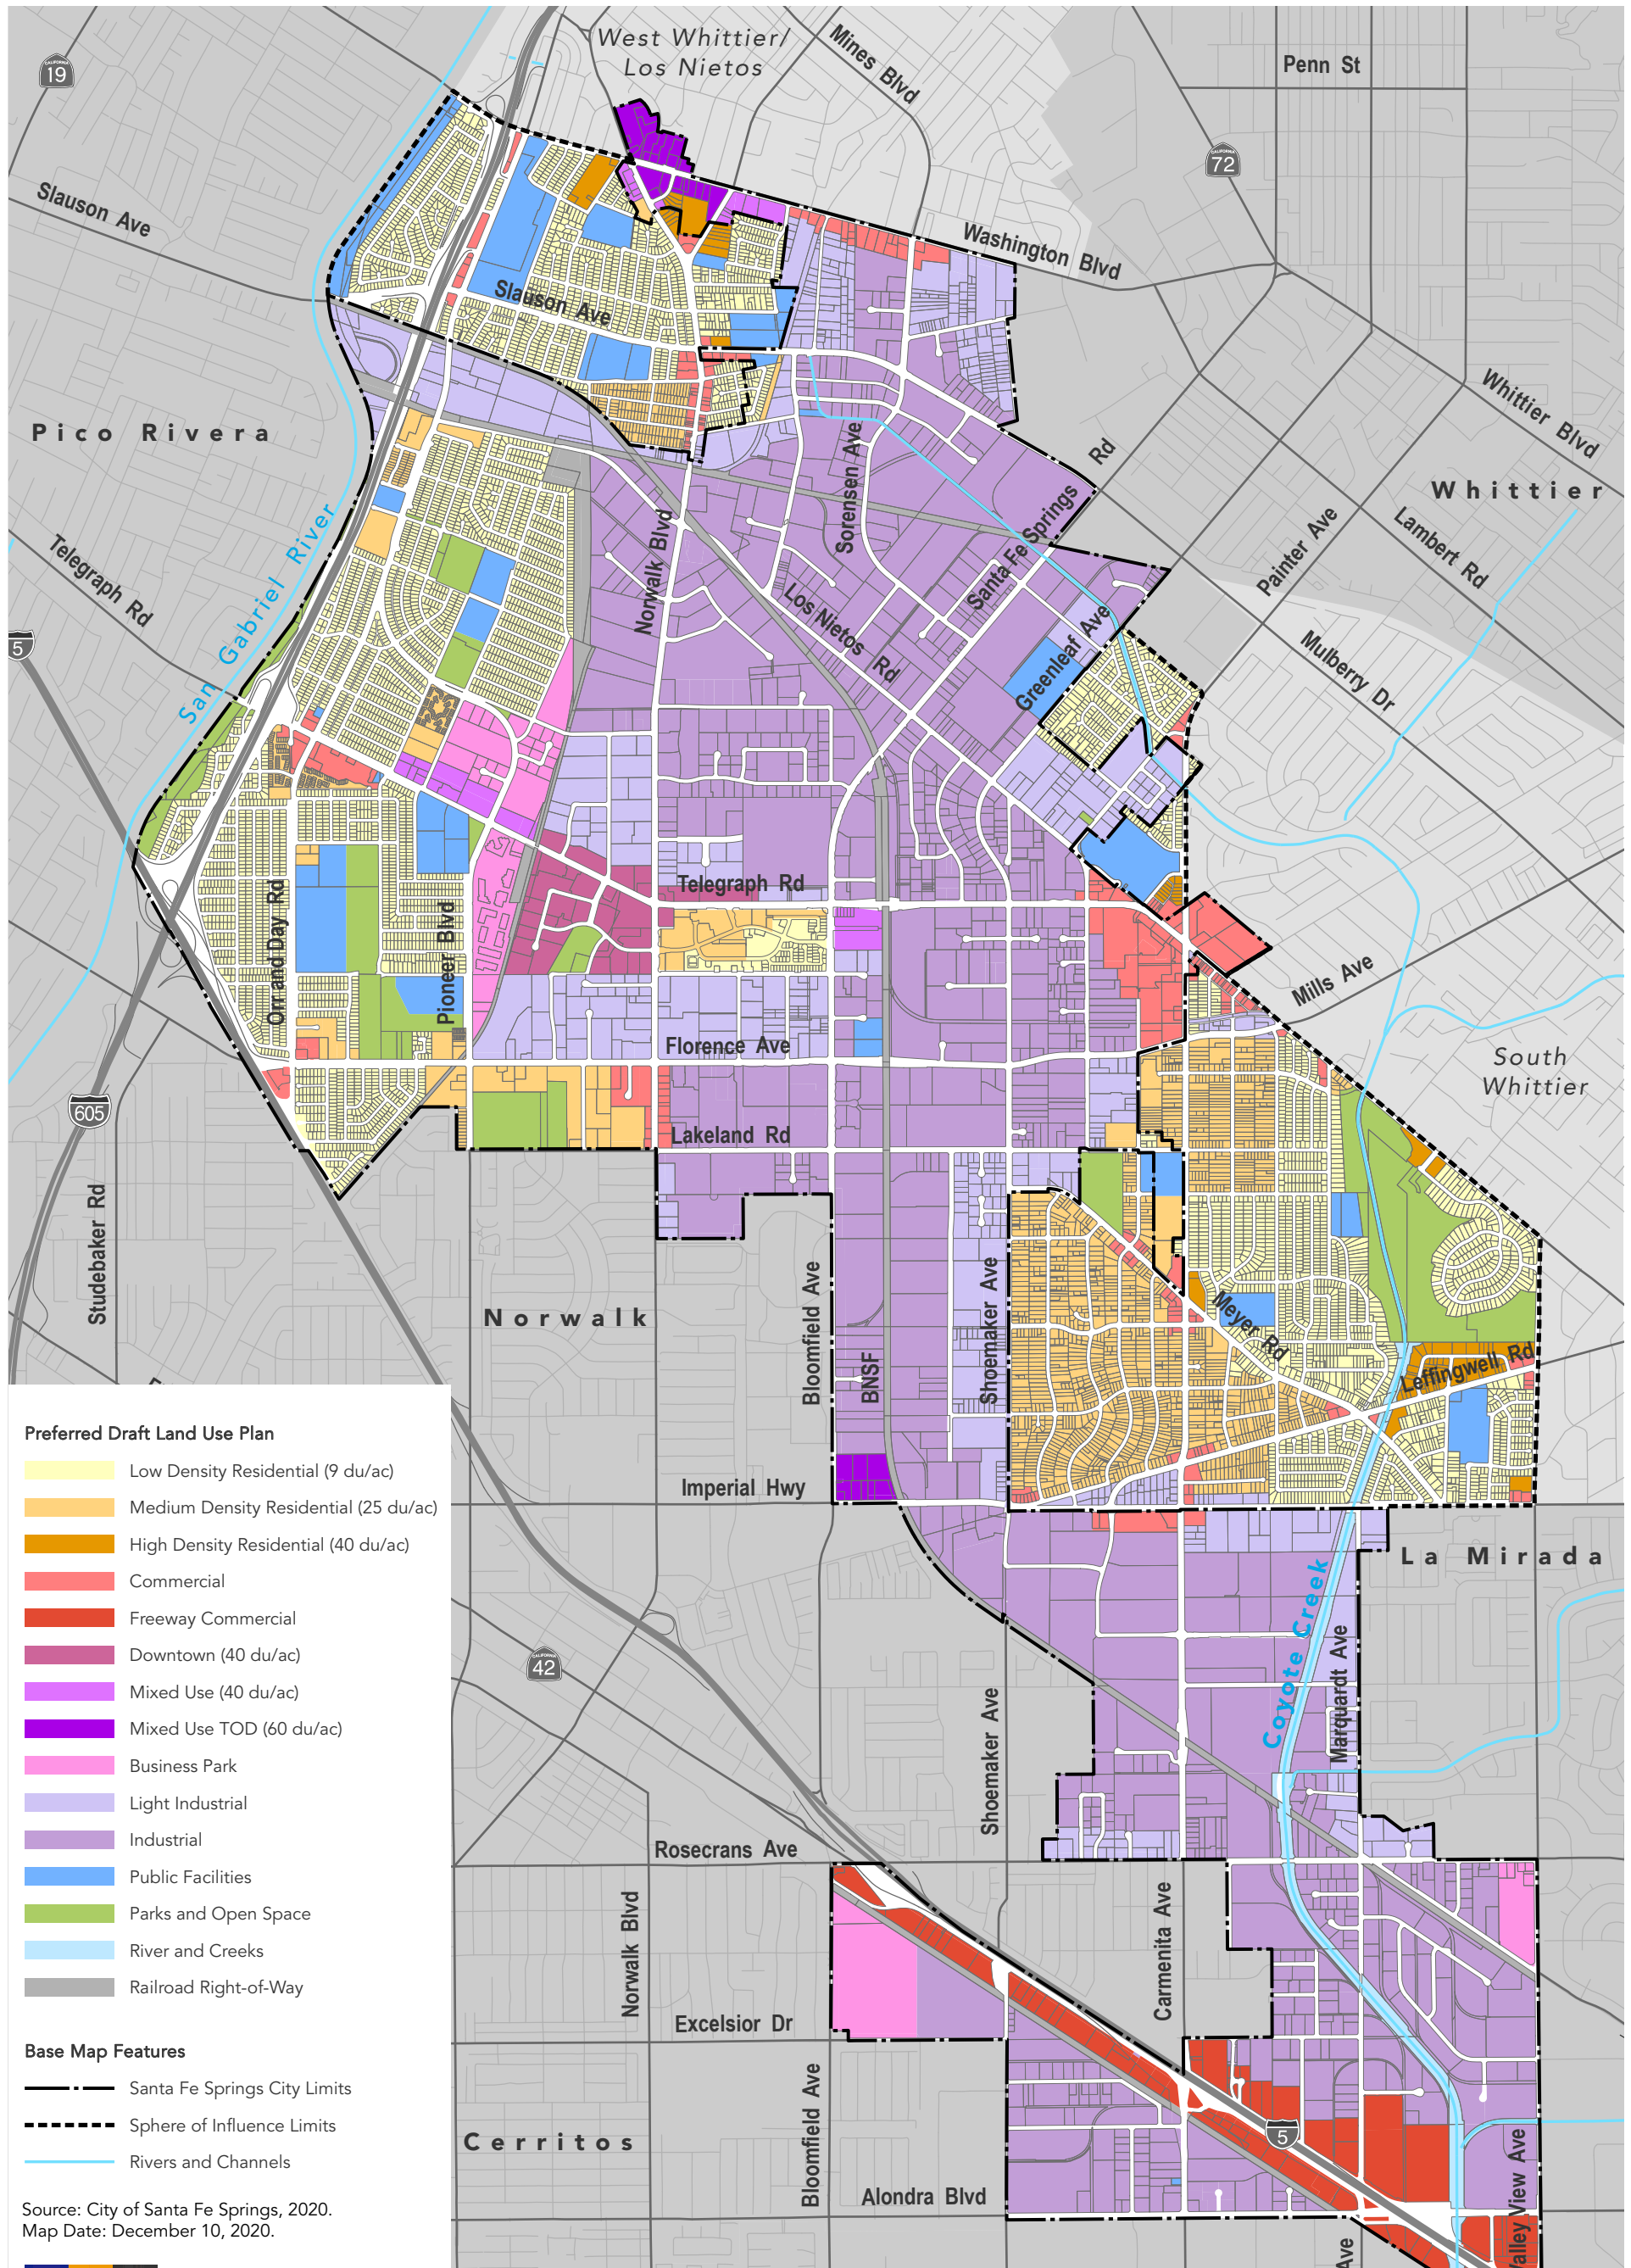 West Whittier/
Los Nietos
Mines Blvd
Penn St
CALIFORNIA
19
CALIFORNIA
72
Slauson Ave
Washington Blvd
Slauson Ave
Whittier Blvd
Pico Rivera
Rd
Whittier
Sorensen Ave
Santa Fe Springs
Painter Ave
Lambert Rd
Telegraph Rd
San Gabriel River
Norwalk Blvd
Los Nietos Rd
Greenleaf Ave
Mulberry Dr
5
Telegraph Rd
Orr and Day Rd
Pioneer Blvd
Mills Ave
Florence Ave
South
Whittier
605
Lakeland Rd
Studebaker Rd
Norwalk
Bloomfield Ave
BNSF
Shoemaker Ave
Meyer Rd
Leffingwell Rd
Imperial Hwy
La Mirada
Coyote Creek
Marquardt Ave
CALIFORNIA
42
Shoemaker Ave
Rosecrans Ave
Norwalk Blvd
Carmenita Ave
Excelsior Dr
Bloomfield Ave
Cerritos
5
Alondra Blvd
Valley View Ave
Ave
Preferred Draft Land Use Plan
Low Density Residential (9 du/ac)
Medium Density Residential (25 du/ac)
High Density Residential (40 du/ac)
Commercial
Freeway Commercial
Downtown (40 du/ac)
Mixed Use (40 du/ac)
Mixed Use TOD (60 du/ac)
Business Park
Light Industrial
Industrial
Public Facilities
Parks and Open Space
River and Creeks
Railroad Right-of-Way
Base Map Features
Santa Fe Springs City Limits
Sphere of Influence Limits
Rivers and Channels
Source: City of Santa Fe Springs, 2020.
Map Date: December 10, 2020.